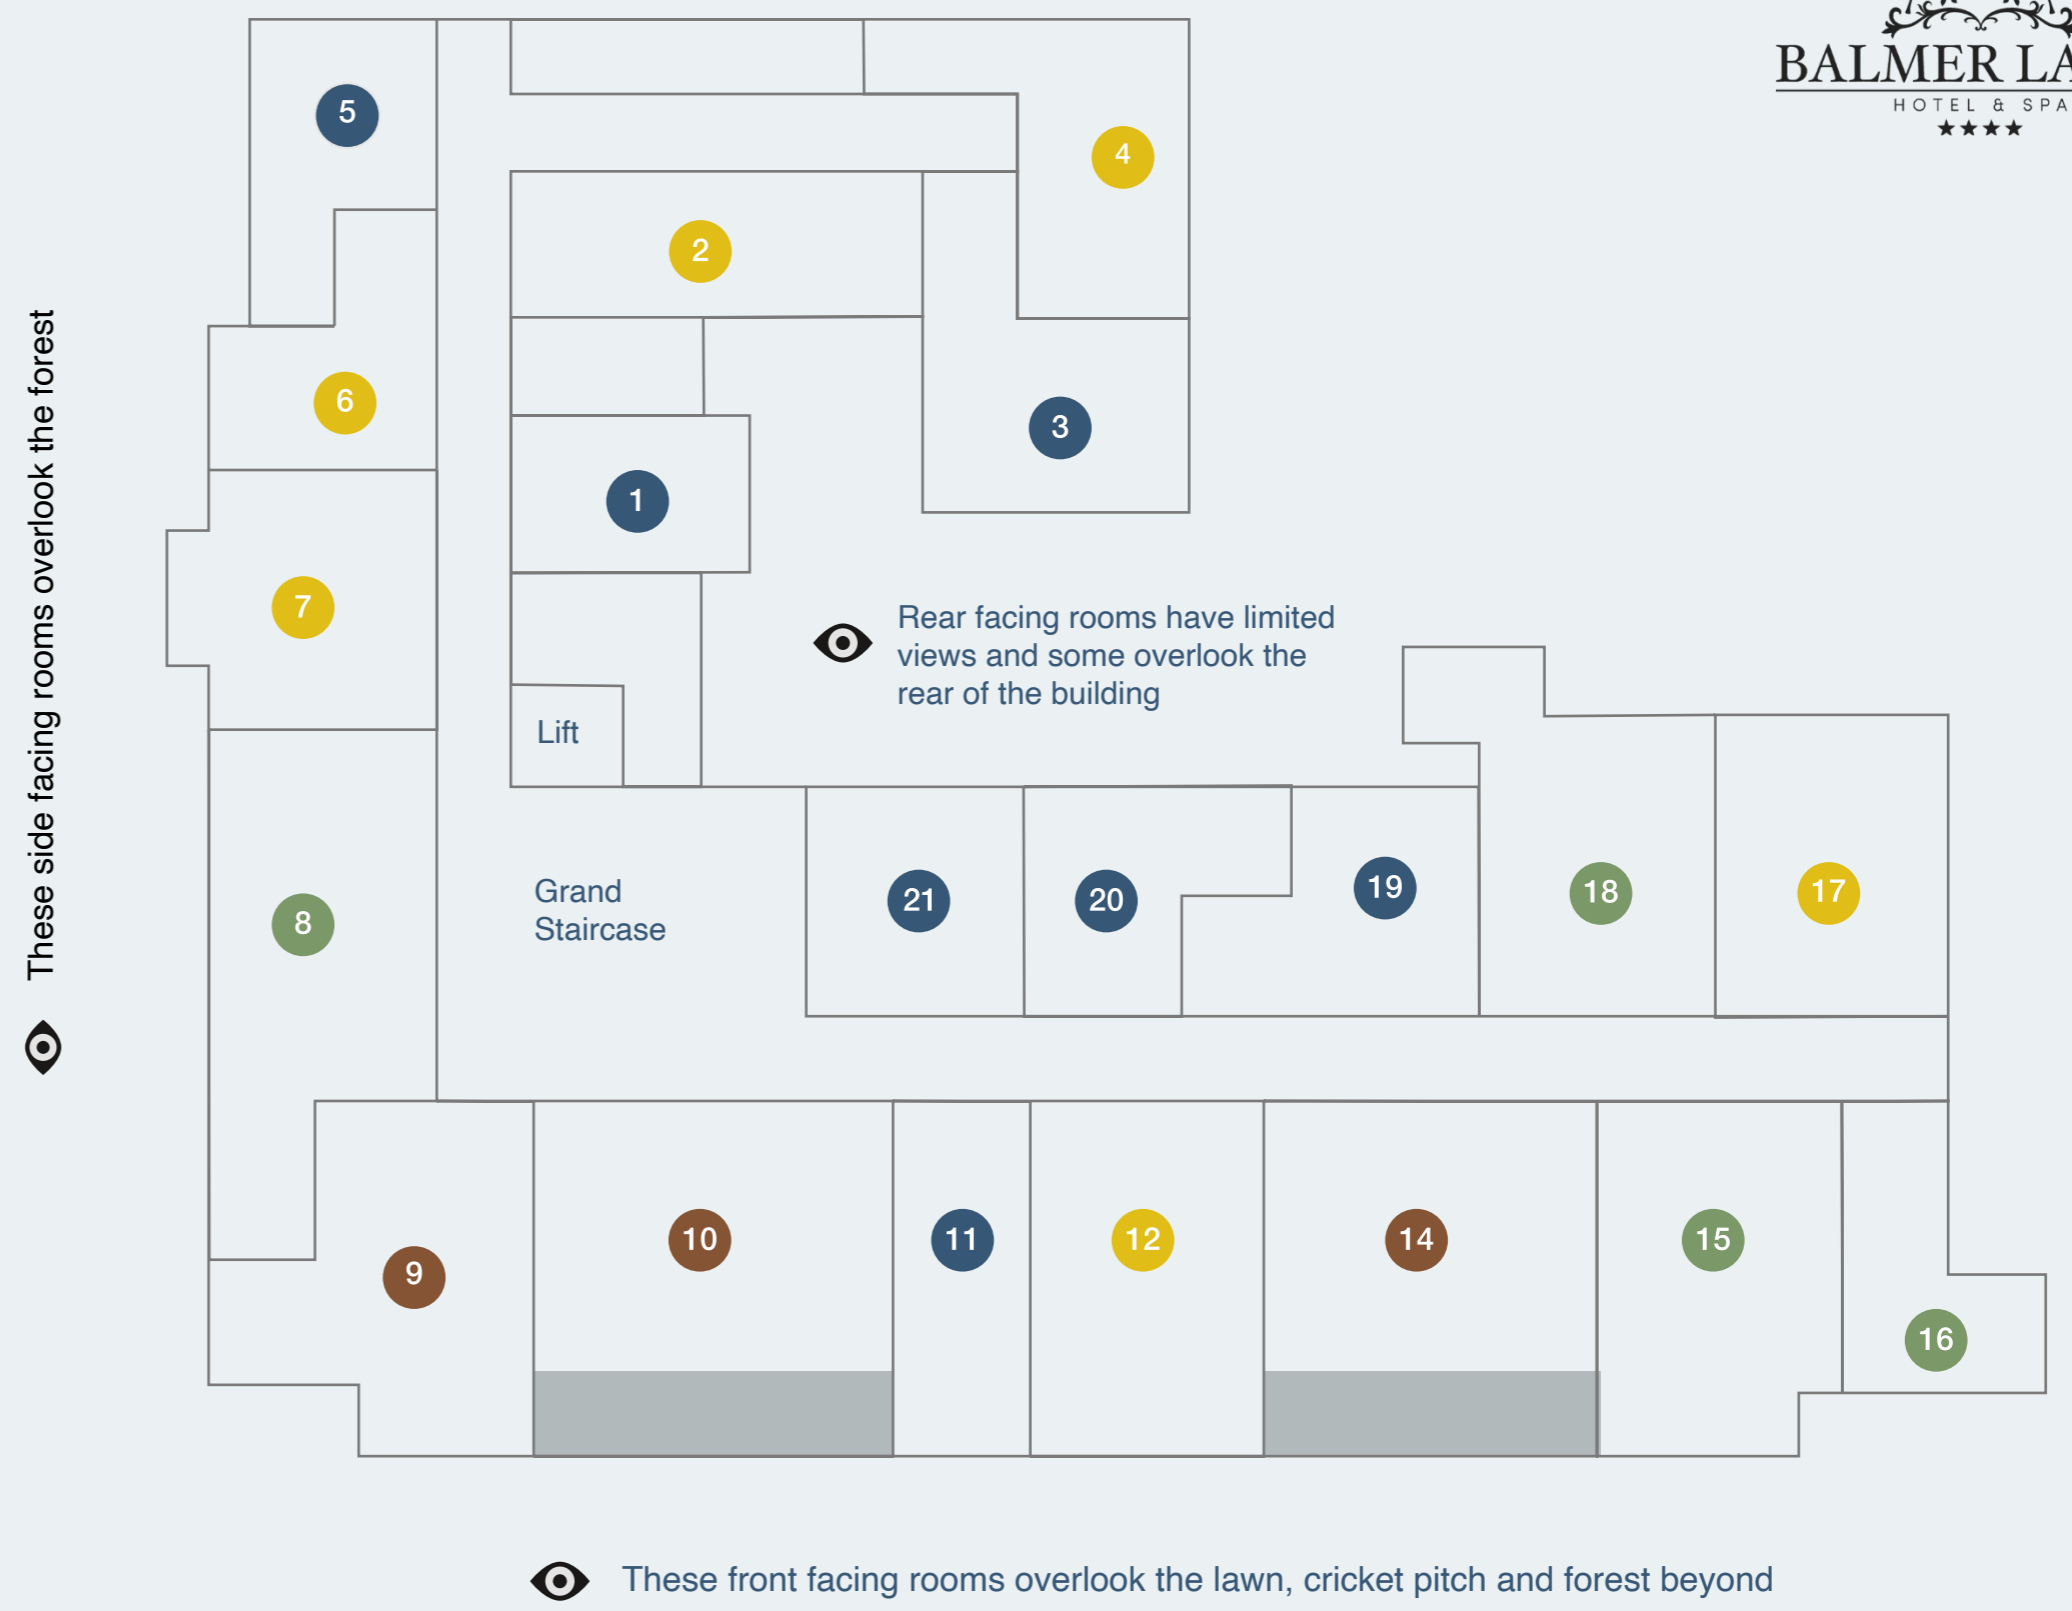 BALMER LA
HOTEL & SPA
5
4
2
6
3
1
7
Rear facing rooms have limited
views and some overlook the
rear of the building
Lift
These side facing rooms overlook the forest
Grand
Staircase
8
21
20
19
18
17
9
10
11
12
14
15
16
These front facing rooms overlook the lawn, cricket pitch and forest beyond